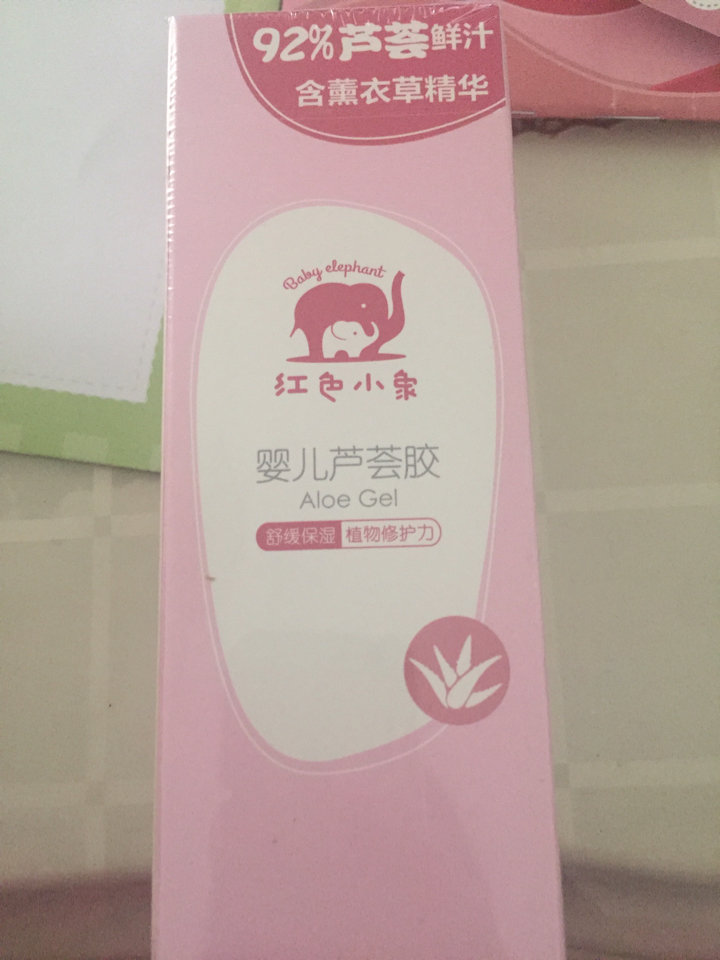 92%芦荟鲜汁
含薰衣草精华
Baby elephant
红色小象
婴儿芦荟胶
Aloe Gel
舒缓保湿 植物修护力